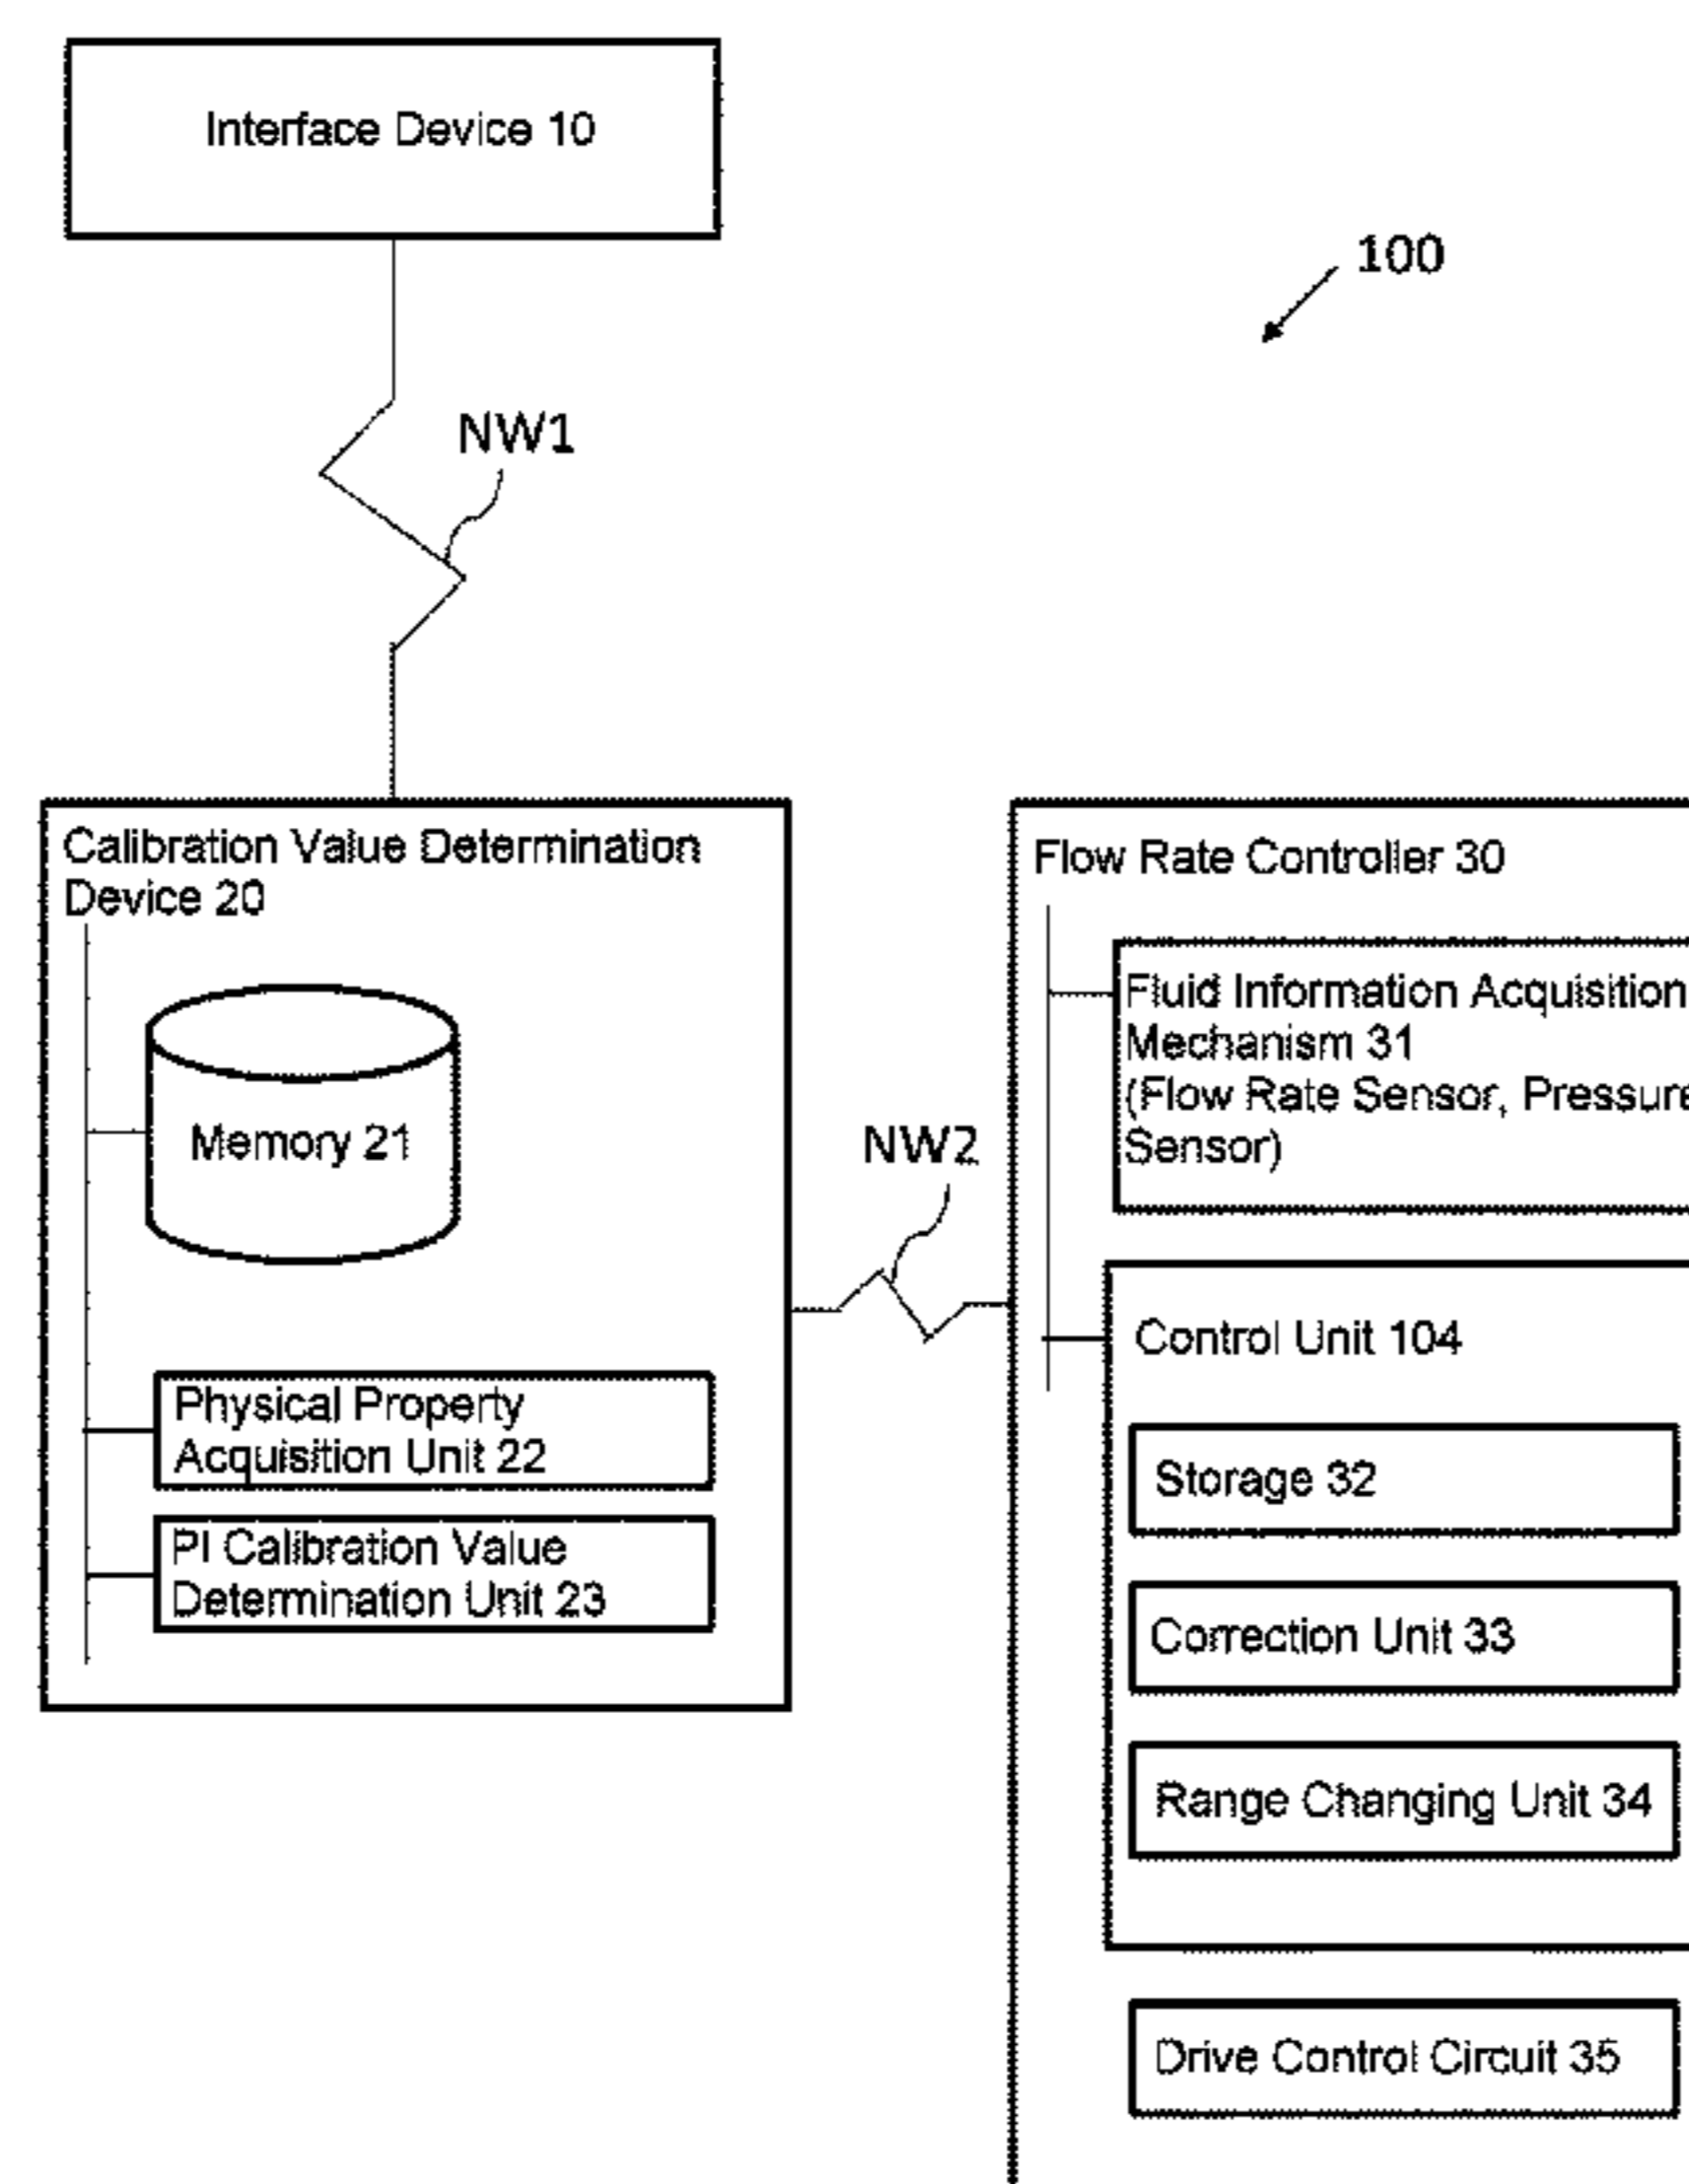 Interface Device 10
100
NW1
Calibration Value Determination
Device 20
Memory 21
Physical Property
Acquisition Unit 22
PI Calibration Value
Determination Unit 23
NW2
Flow Rate Controller 30
Fluid Information Acquisition
Mechanism 31
(Flow Rate Sensor, Pressure
Sensor)
Control Unit 104
Storage 32
Correction Unit 33
Range Changing Unit 34
Drive Control Circuit 35